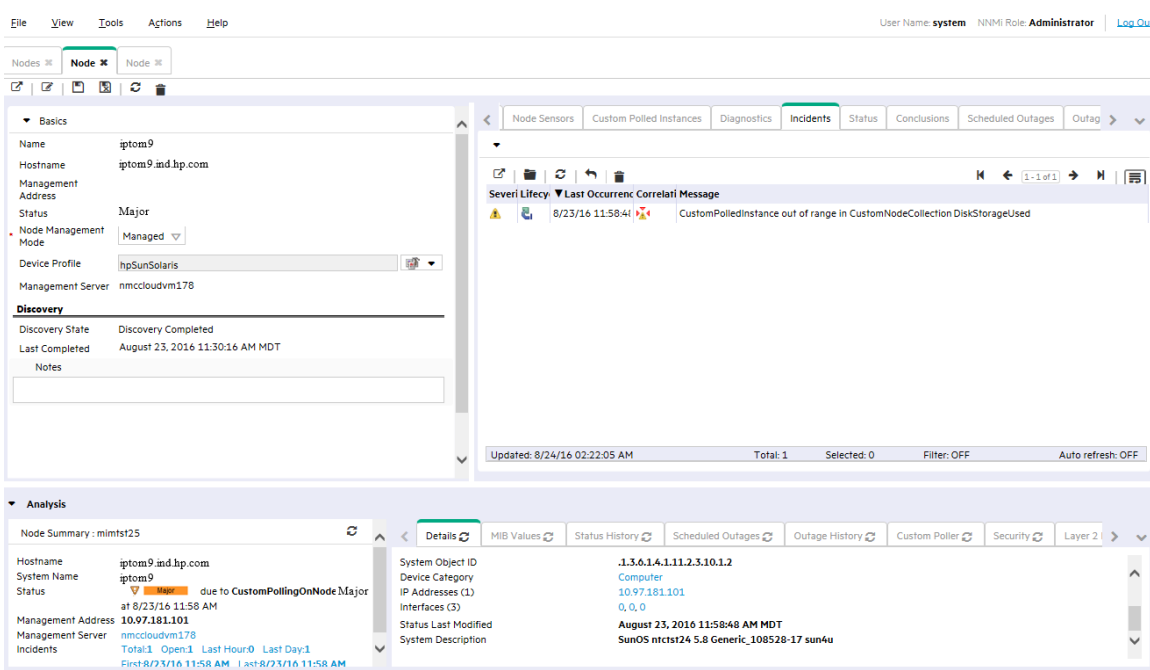 File View Tools Actions Help
User Name: system NNMi Role: Administrator Log Ou
Nodes Node Node
Basics
Name iptom9
Hostname iptom9.ind.hp.com
Management
Address
Status Major
* Node Management
Mode
Managed
Device Profile hpSunSolaris
Management Server nmccloudvm178
Discovery
Discovery State Discovery Completed
Last Completed August 23, 2016 11:30:16 AM MDT
Notes
Node Sensors Custom Polled Instances Diagnostics Incidents Status Conclusions Scheduled Outages Outag
1 - 1 of 1
Severi Lifecy Last Occurrenc Correlati Message
8/23/16 11:58:48 CustomPolledInstance out of range in CustomNodeCollection DiskStorageUsed
Updated: 8/24/16 02:22:05 AM Total: 1 Selected: 0 Filter: OFF Auto refresh: OFF
Analysis
Node Summary : mimtst25
Hostname iptom9.ind.hp.com
System Name iptom9
Status Major due to CustomPollingOnNode Major
at 8/23/16 11:58 AM
Management Address 10.97.181.101
Management Server nmccloudvm178
Incidents Total:1 Open:1 Last Hour:0 Last Day:1
First:8/23/16 11:58 AM Last:8/23/16 11:58 AM
Details MIB Values Status History Scheduled Outages Outage History Custom Poller Security Layer 2
System Object ID .1.3.6.1.4.1.11.2.3.10.1.2
Device Category Computer
IP Addresses (1) 10.97.181.101
Interfaces (3) 0, 0, 0
Status Last Modified August 23, 2016 11:58:48 AM MDT
System Description SunOS ntctst24 5.8 Generic_108528-17 sun4u